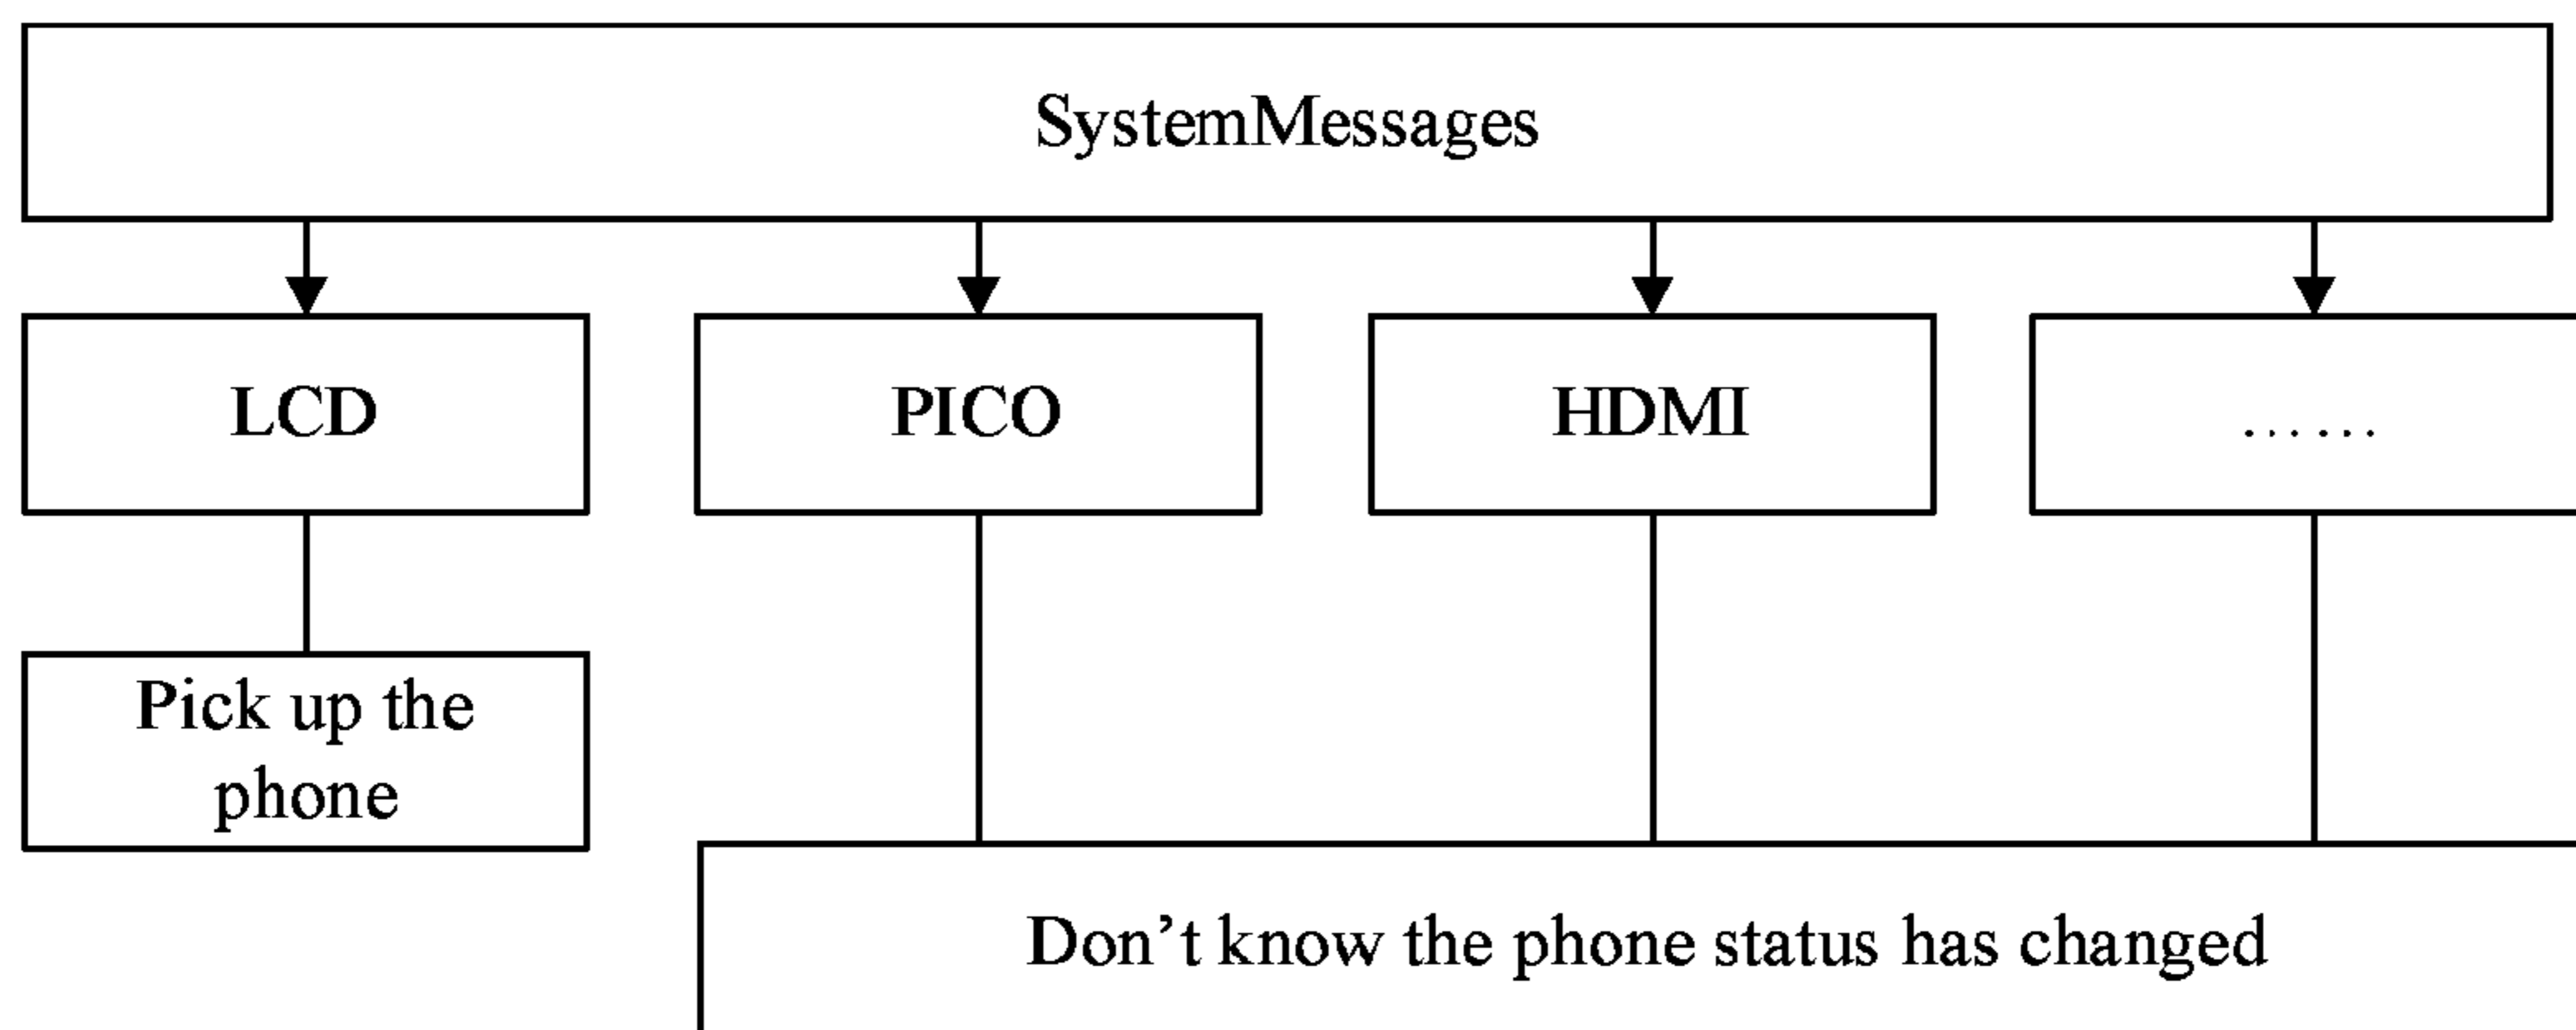 SystemMessages
LCD
PICO
HDMI
……
Pick up the
phone
Don’t know the phone status has changed